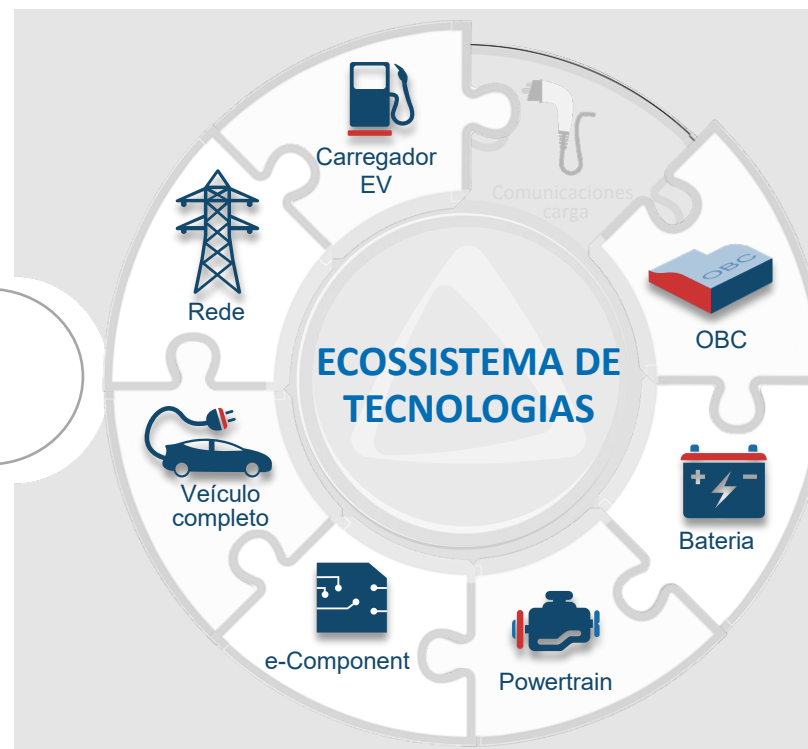 Carregador
EV
Comunicaciones
carga
Rede
OBC
OBC
ECOSSISTEMA DE
TECNOLOGIAS
Veículo
completo
Bateria
e-Component
Powertrain